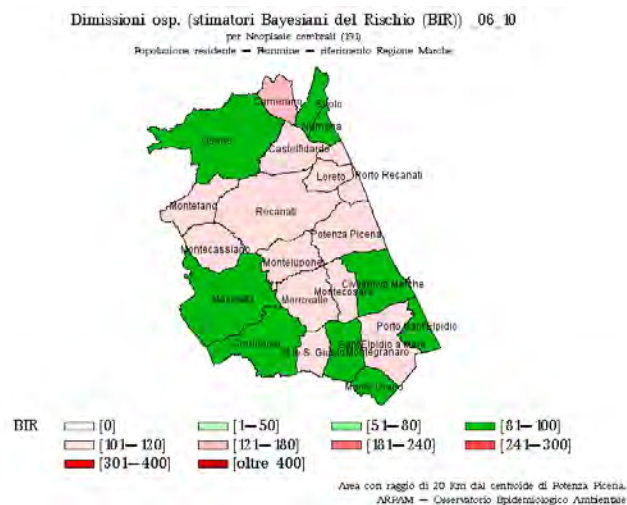 Dimissioni osp. (stimatori Bayesiani del Rischio (BIR)) _06_10
per Neoplasie cerebrali (191)
Popolazione residente – Femmine – riferimento Regione Marche
Camerano
Sirolo
Numana
Osimo
Castelfidardo
Loreto
Porto Recanati
Montefano
Recanati
Potenza Picena
Montecassiano
Montelupone
Civitanova Marche
Macerata
Montecosaro
Morrovalle
Porto Sant'Elpidio
Corridonia
Sant'Elpidio a Mare
Montegranaro
Monte Urano
BIR
[0]
[1–50]
[51–80]
[81–100]
[101–120]
[121–180]
[181–240]
[241–300]
[301–400]
[oltre 400]
Area con raggio di 20 Km dal centroide di Potenza Picena.
ARPAM – Osservatorio Epidemiologico Ambientale